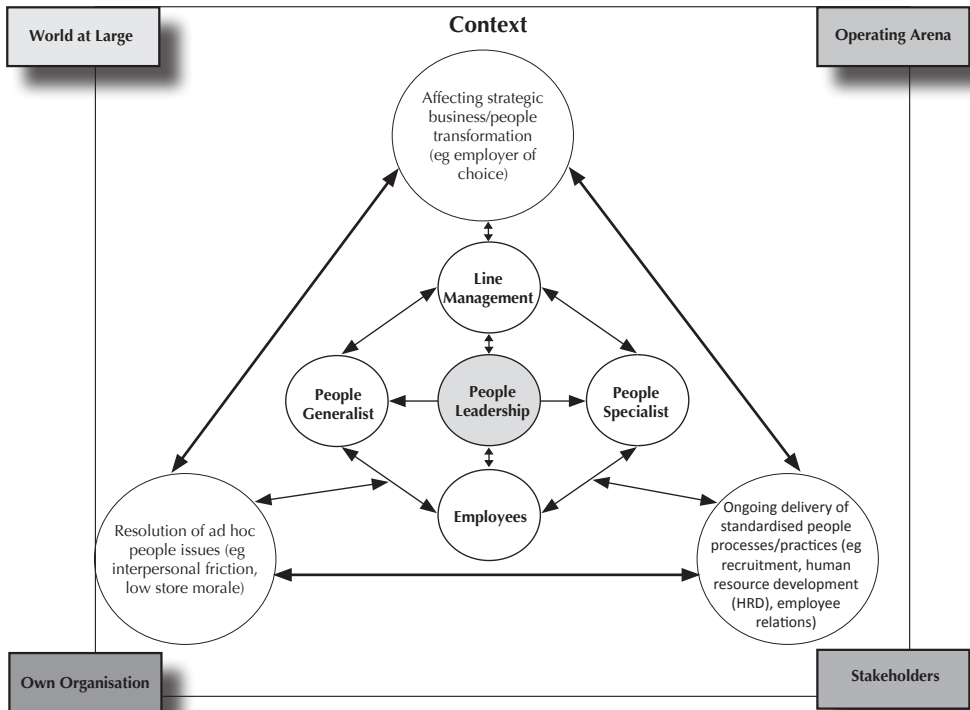 World at Large
Context
Operating Arena
Affecting strategic
business/people
transformation
(eg employer of
choice)
Line
Management
People
Generalist
People
Leadership
People
Specialist
Employees
Resolution of ad hoc
people issues (eg
interpersonal friction,
low store morale)
Ongoing delivery of
standardised people
processes/practices (eg
recruitment, human
resource development
(HRD), employee
relations)
Own Organisation
Stakeholders